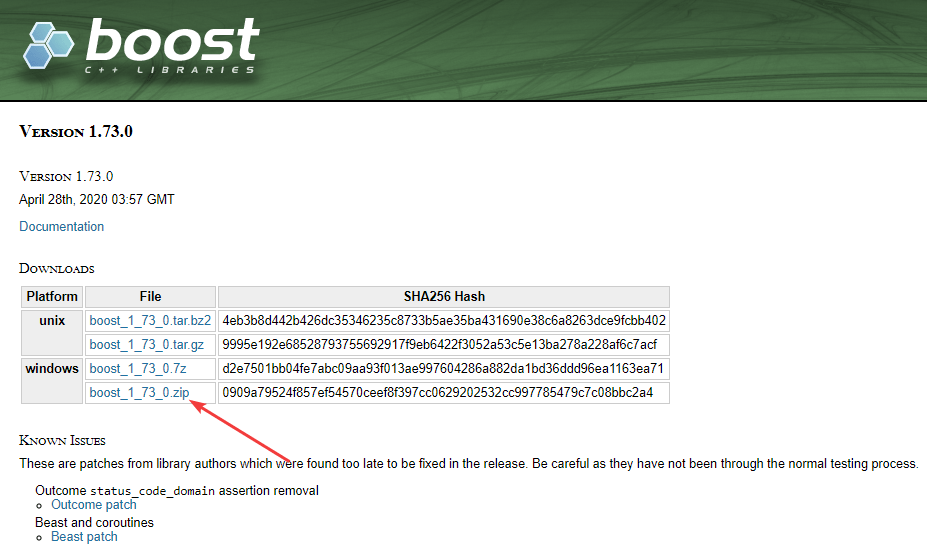 boost
C++ LIBRARIES
Version 1.73.0
Version 1.73.0
April 28th, 2020 03:57 GMT
Documentation
Downloads
Platform File SHA256 Hash
unix boost_1_73_0.tar.bz2 4eb3b8d442b426dc35346235c8733b5ae35ba431690e38c6a8263dce9fcbb402
boost_1_73_0.tar.gz 9995e192e68528793755692917f9eb6422f3052a53c5e13ba278a228af6c7acf
windows boost_1_73_0.7z d2e7501bb04fe7abc09aa93f013ae997604286a882da1bd36ddd96ea1163ea71
boost_1_73_0.zip 0909a79524f857ef54570ceef8f397cc0629202532cc997785479c7c08bbc2a4
Known Issues
These are patches from library authors which were found too late to be fixed in the release. Be careful as they have not been through the normal testing process.
Outcome status_code_domain assertion removal
Outcome patch
Beast and coroutines
Beast patch